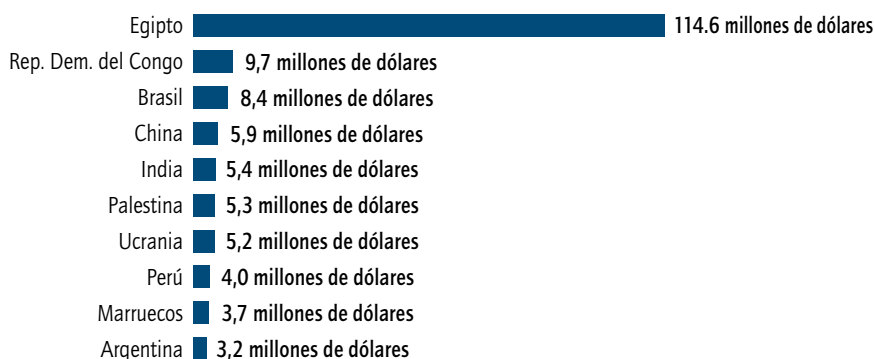 Egipto 114.6 millones de dólares
Rep. Dem. del Congo 9,7 millones de dólares
Brasil 8,4 millones de dólares
China 5,9 millones de dólares
India 5,4 millones de dólares
Palestina 5,3 millones de dólares
Ucrania 5,2 millones de dólares
Perú 4,0 millones de dólares
Marruecos 3,7 millones de dólares
Argentina 3,2 millones de dólares